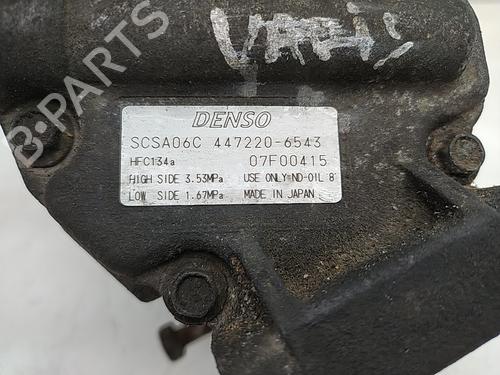 YARis
DENSO
SCSA06C 447220-6543
HFC134a 07F00415
HIGH SIDE 3.53MPa USE ONLY ND-OIL 8
LOW SIDE 1.67MPa MADE IN JAPAN
B-Parts